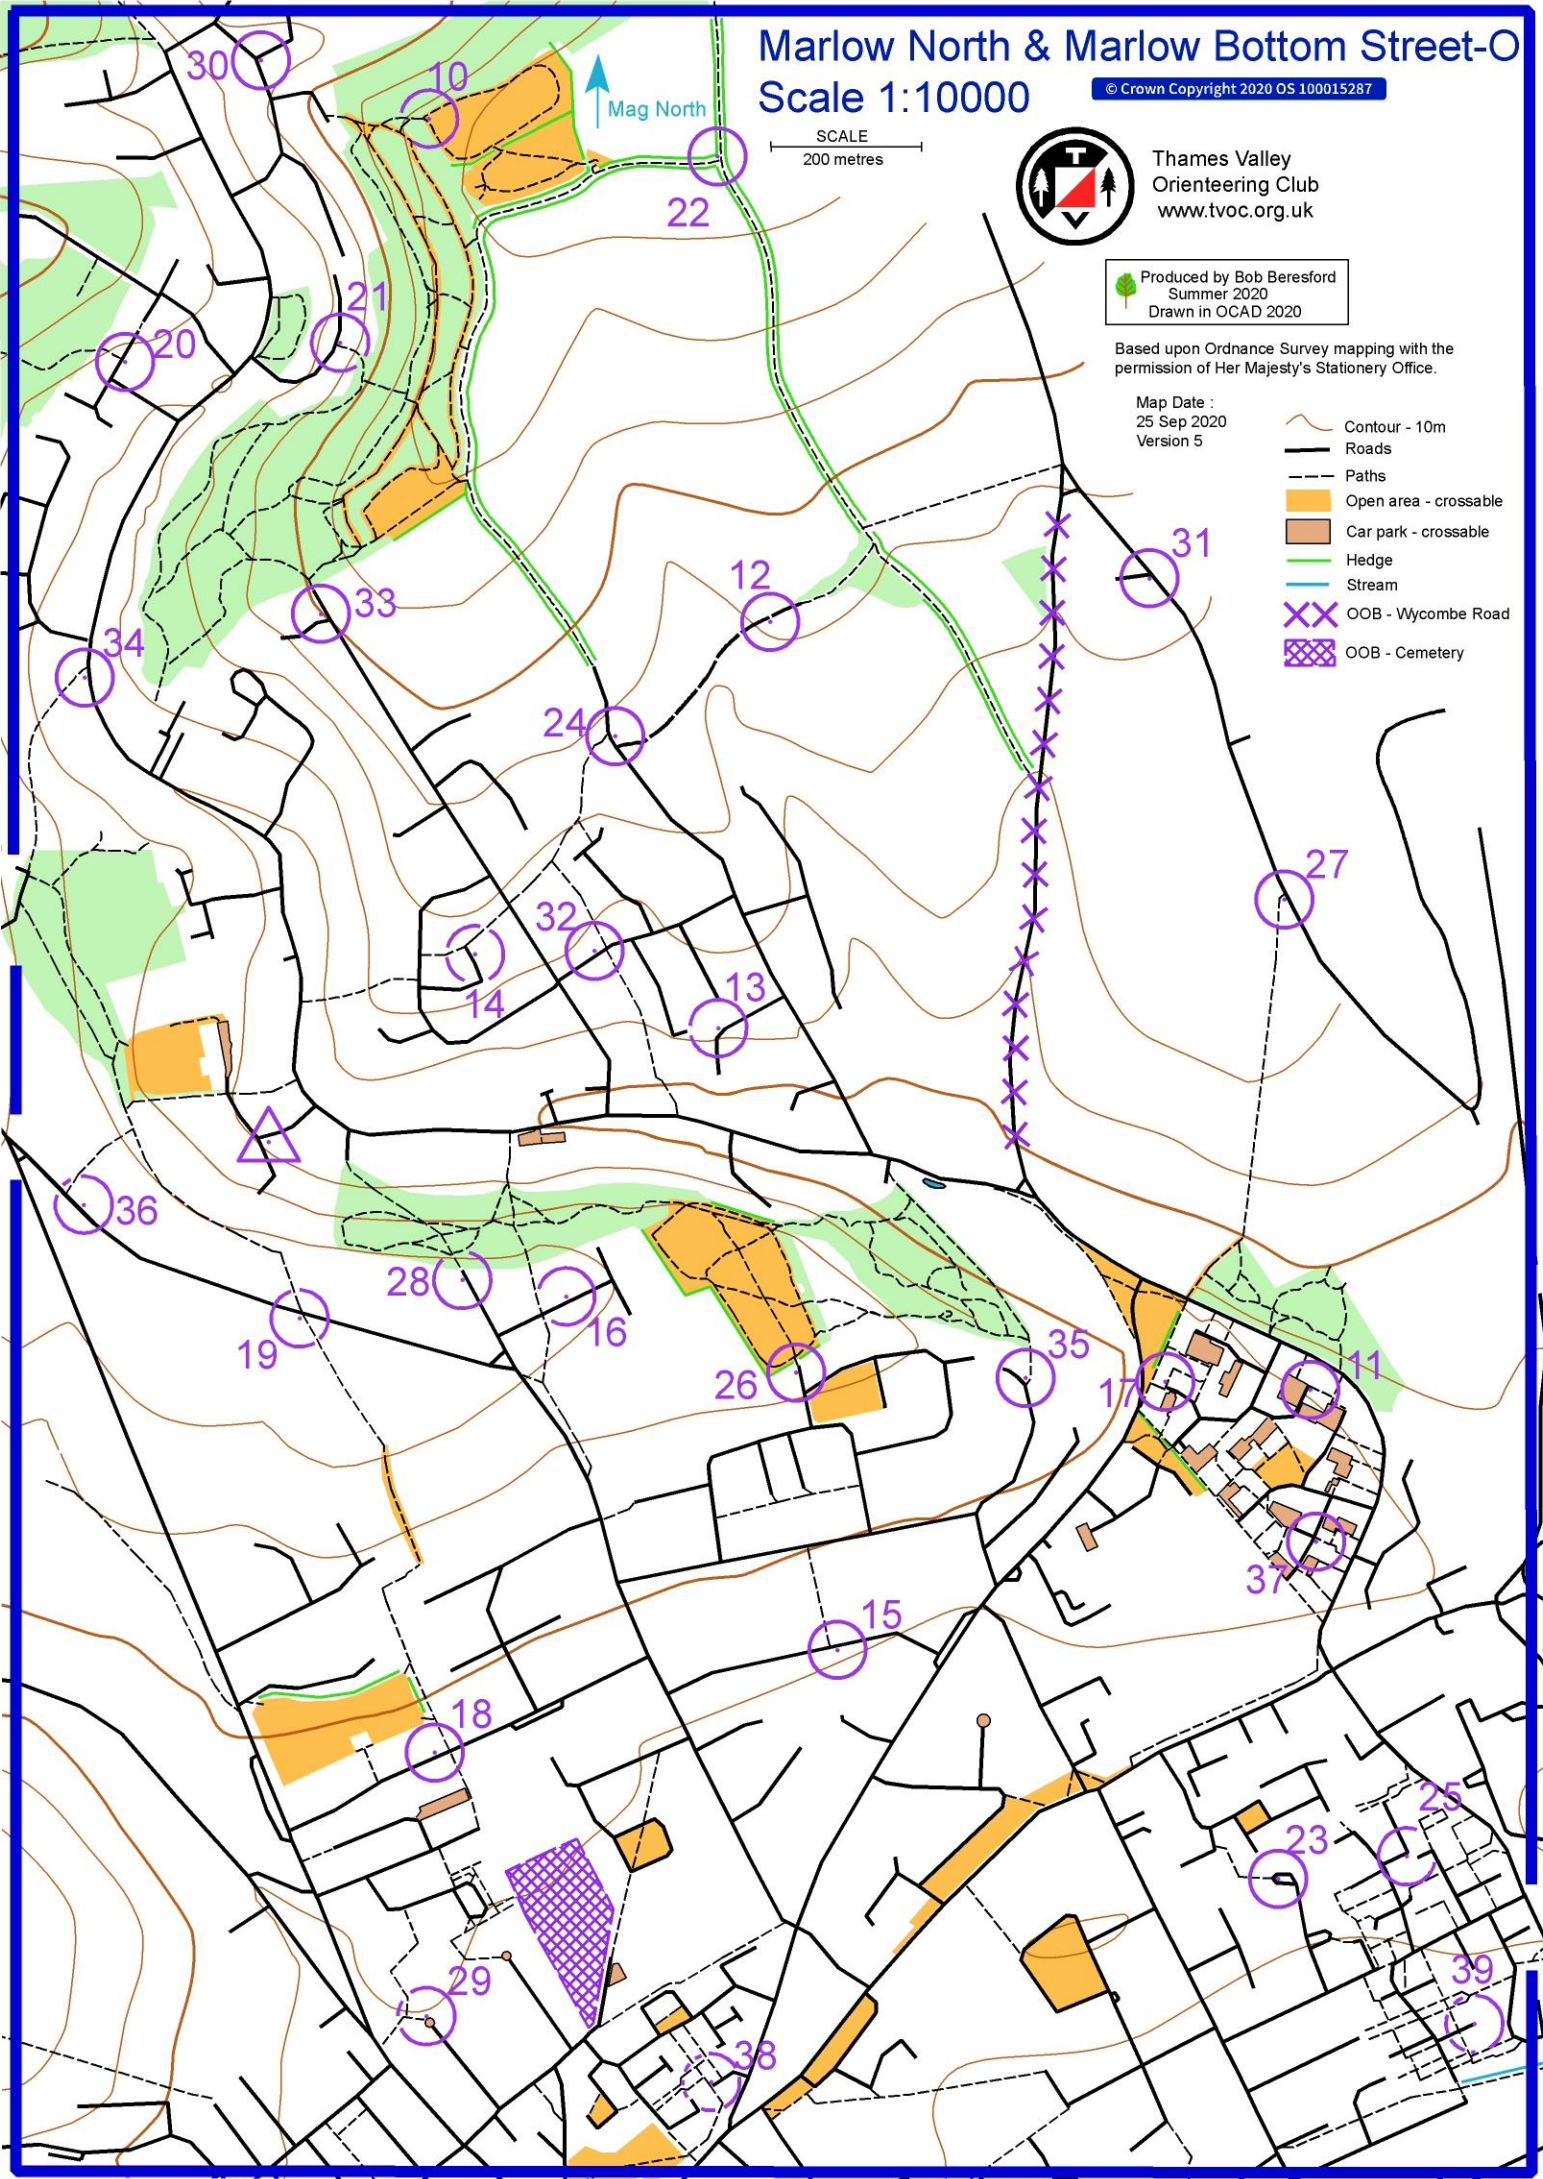 Marlow North & Marlow Bottom Street-O
Scale 1:10000
© Crown Copyright 2020 OS 100015287
Mag North
SCALE
200 metres
T
V
Thames Valley
Orienteering Club
www.tvoc.org.uk
Produced by Bob Beresford
Summer 2020
Drawn in OCAD 2020
Based upon Ordnance Survey mapping with the
permission of Her Majesty's Stationery Office.
Map Date :
25 Sep 2020
Version 5
Contour - 10m
Roads
Paths
Open area - crossable
Car park - crossable
Hedge
Stream
OOB - Wycombe Road
OOB - Cemetery
30
10
22
21
20
12
31
33
34
24
27
32
14
13
36
28
16
19
26
35
17
11
37
15
18
25
23
29
39
38